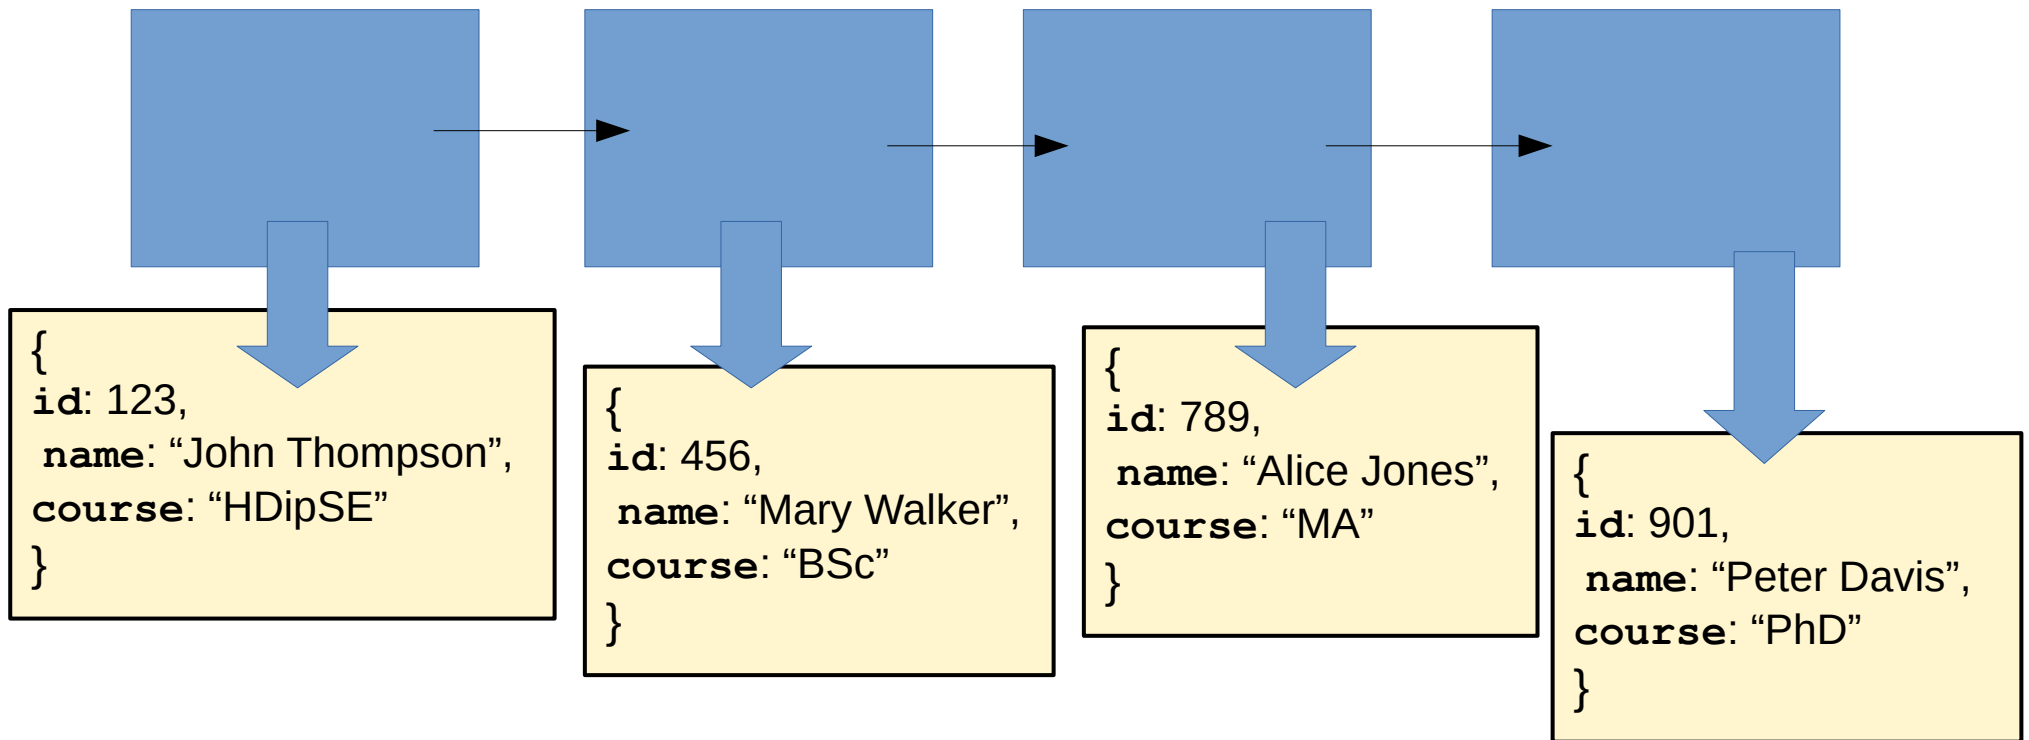 {
id: 123,
name: “John Thompson”,
course: “HDipSE”
}
{
id: 456,
name: “Mary Walker”,
course: “BSc”
}
{
id: 789,
name: “Alice Jones”,
course: “MA”
}
{
id: 901,
name: “Peter Davis”,
course: “PhD”
}